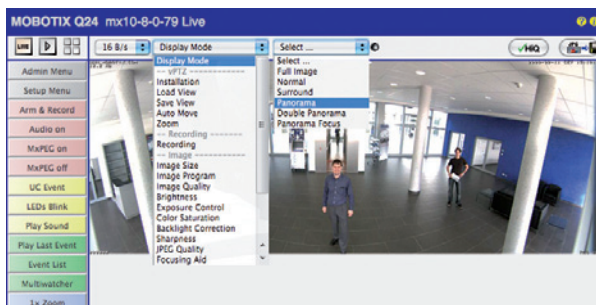 MOBOTIX Q24 mx10-8-0-79 Live
LIVE
16 B/s
Display Mode
Select ...
HiQ
Admin Menu
Setup Menu
Arm & Record
Audio on
MxPEG on
MxPEG off
UC Event
LEDs Blink
Play Sound
Play Last Event
Event List
Multiwatcher
1x Zoom
Display Mode
-- vPTZ --------
Installation
Load View
Save View
Auto Move
Zoom
-- Recording -------
Recording
-- Image ----------
Image Size
Image Program
Image Quality
Brightness
Exposure Control
Color Saturation
Backlight Correction
Sharpness
JPEG Quality
Focusing Aid
Select ...
Full Image
Normal
Surround
Panorama
Double Panorama
Panorama Focus